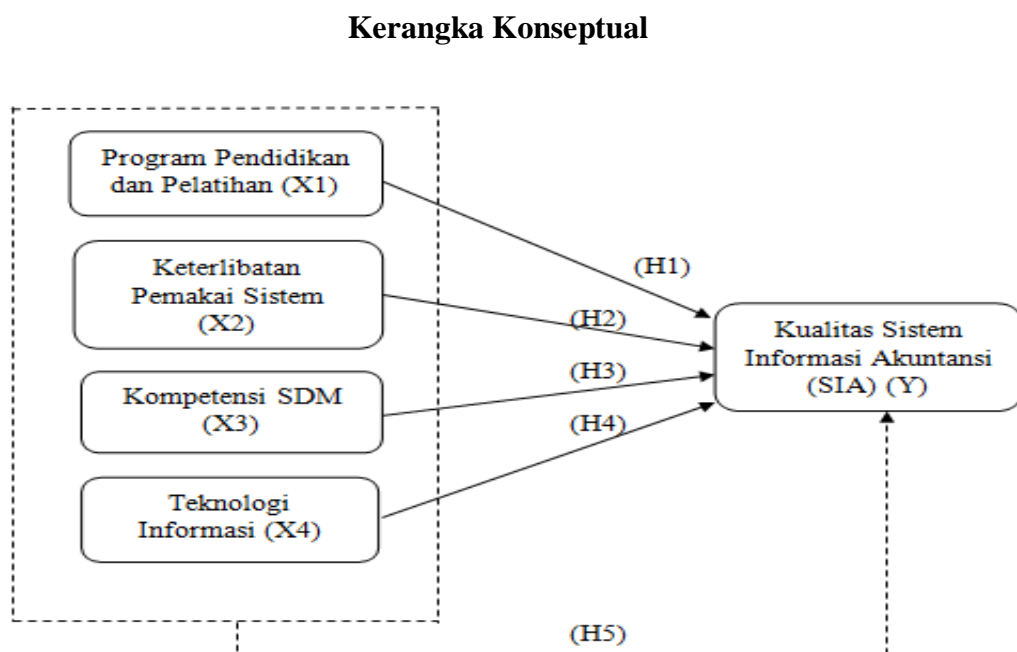 Kerangka Konseptual
Program Pendidikan
dan Pelatihan (X1)
Keterlibatan
Pemakai Sistem
(X2)
Kompetensi SDM
(X3)
Teknologi
Informasi (X4)
(H1)
(H2)
(H3)
(H4)
Kualitas Sistem
Informasi Akuntansi
(SIA) (Y)
(H5)